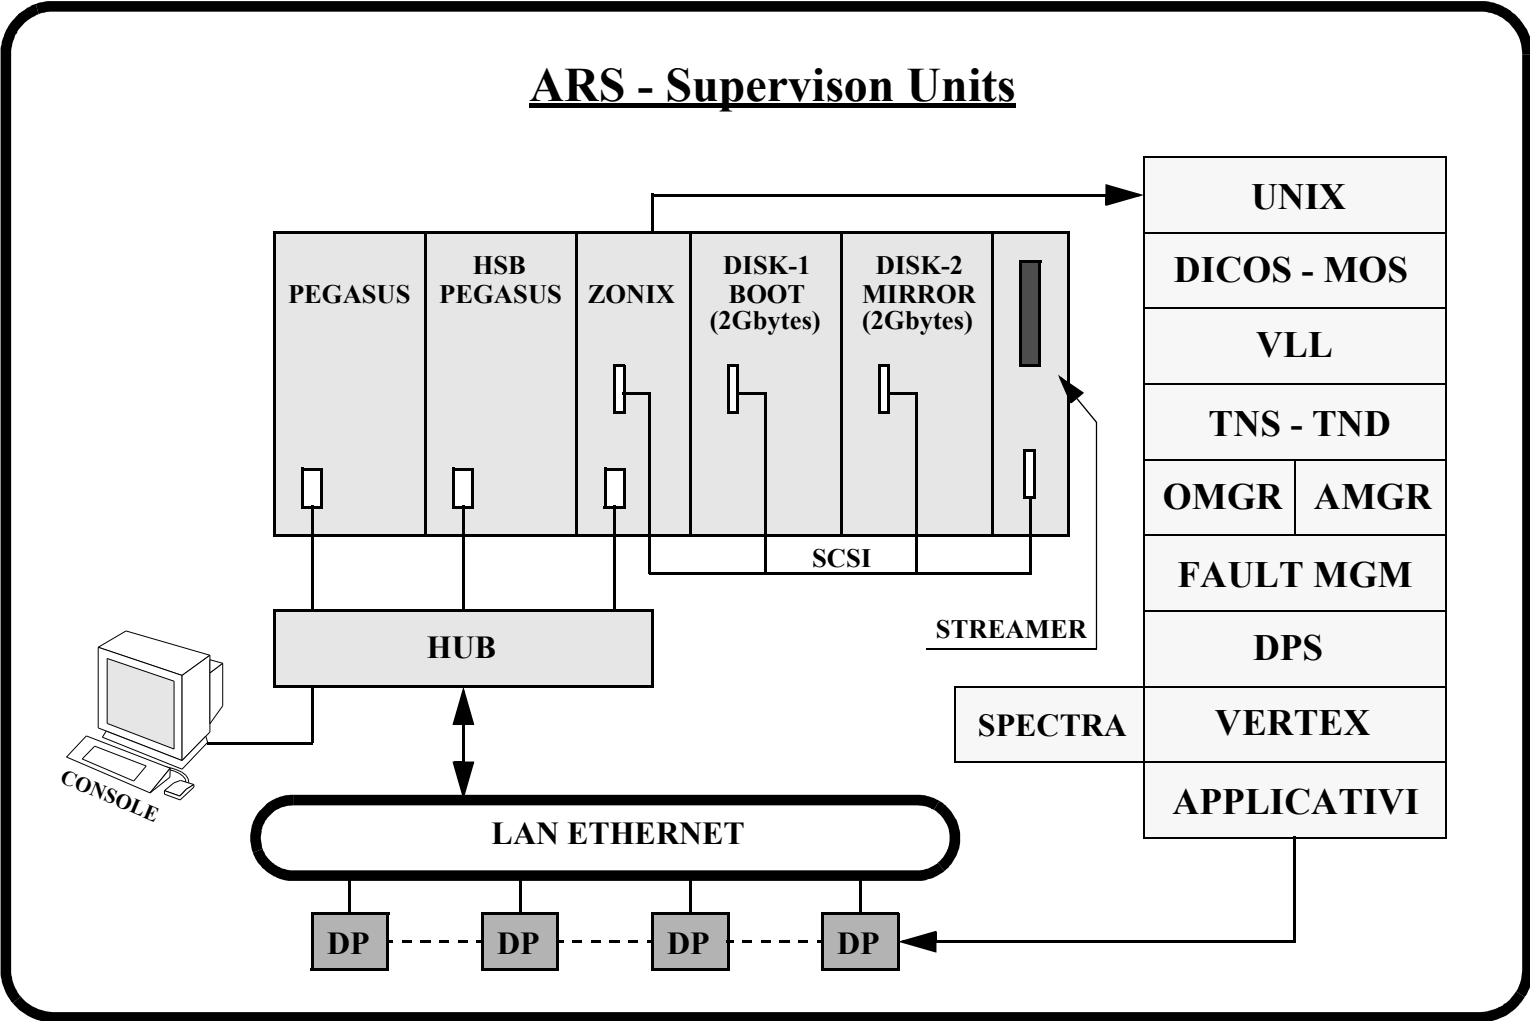 ARS - Supervison Units
PEGASUS
HSB
PEGASUS
ZONIX
DISK-1
BOOT
(2Gbytes)
DISK-2
MIRROR
(2Gbytes)
SCSI
STREAMER
HUB
CONSOLE
LAN ETHERNET
DP
DP
DP
DP
UNIX
DICOS - MOS
VLL
TNS - TND
OMGR
AMGR
FAULT MGM
DPS
SPECTRA
VERTEX
APPLICATIVI